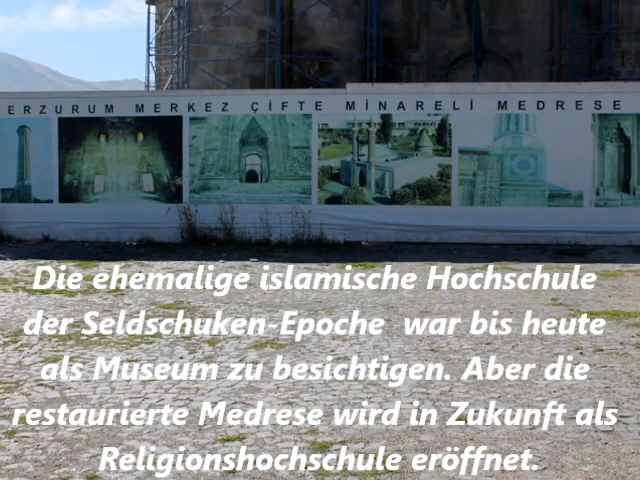 ERZURUM MERKEZ ÇİFTE MİNARELİ MEDRESE
Die ehemalige islamische Hochschule
der Seldschuken-Epoche war bis heute
als Museum zu besichtigen. Aber die
restaurierte Medrese wird in Zukunft als
Religionshochschule eröffnet.